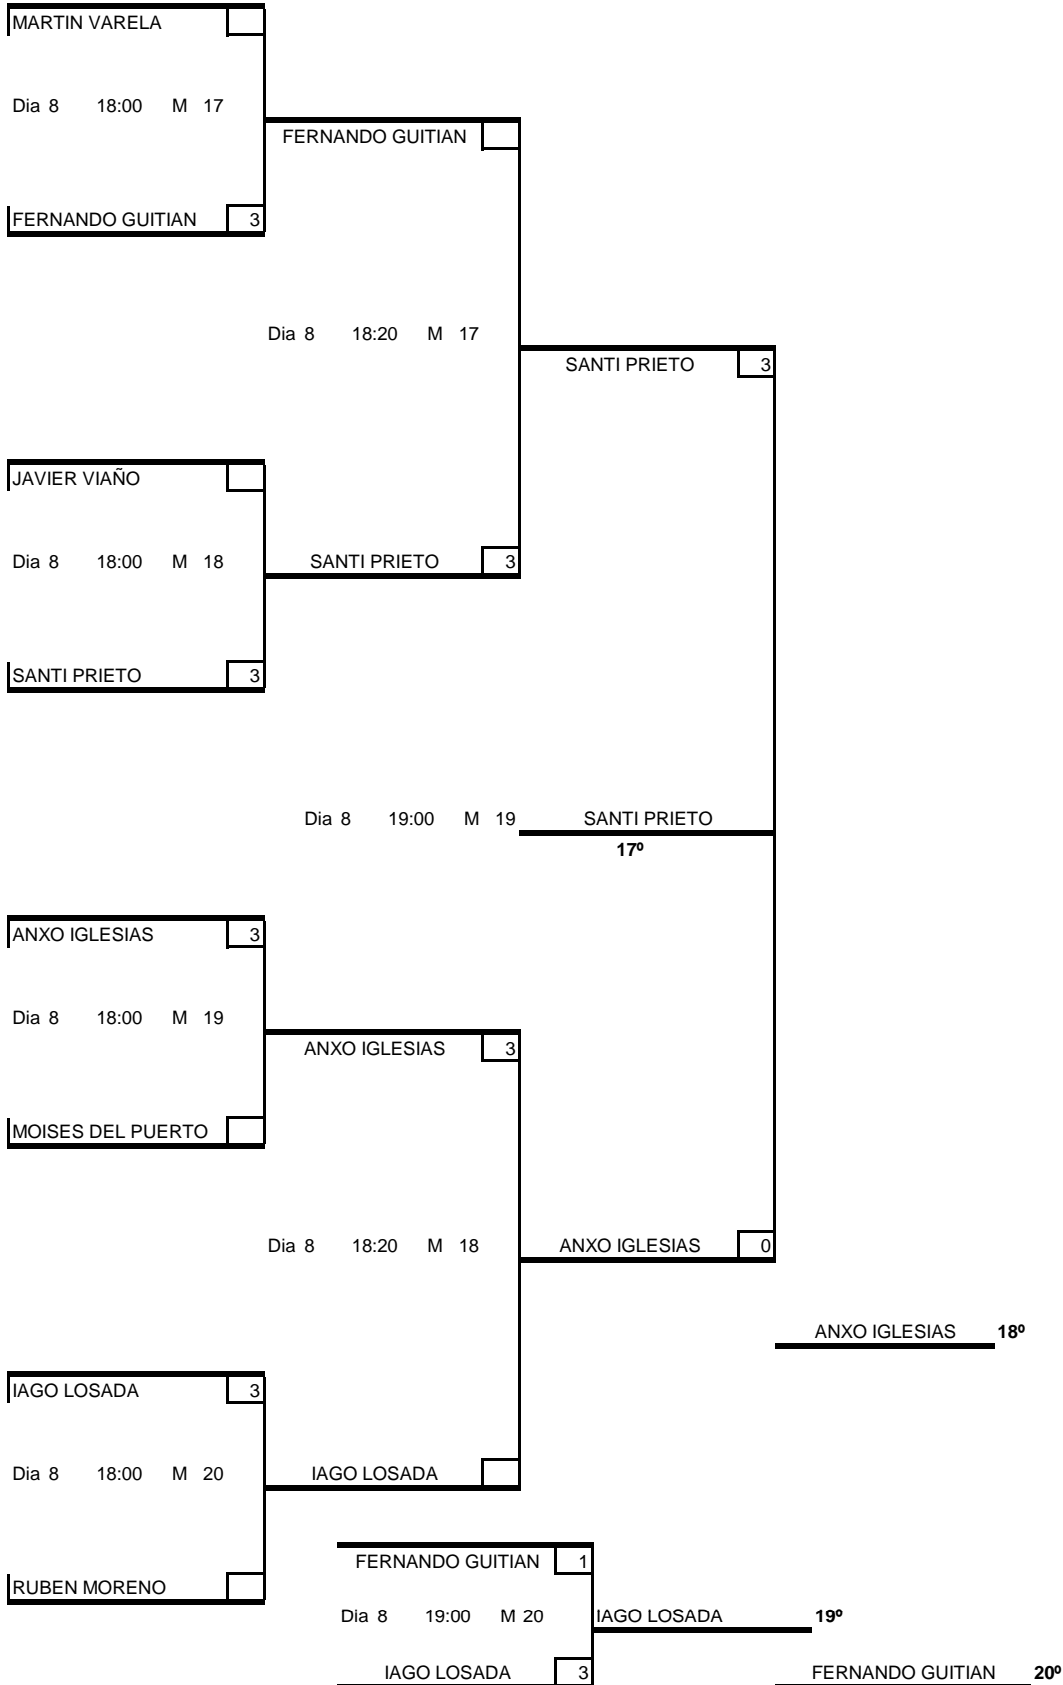 MARTIN VARELA
Dia 8 18:00 M 17
FERNANDO GUITIAN
FERNANDO GUITIAN 3
Dia 8 18:20 M 17
SANTI PRIETO 3
JAVIER VIAÑO
Dia 8 18:00 M 18 SANTI PRIETO 3
SANTI PRIETO 3
Dia 8 19:00 M 19 SANTI PRIETO
17º
ANXO IGLESIAS 3
Dia 8 18:00 M 19
ANXO IGLESIAS 3
MOISES DEL PUERTO
Dia 8 18:20 M 18 ANXO IGLESIAS 0
ANXO IGLESIAS 18º
IAGO LOSADA 3
Dia 8 18:00 M 20 IAGO LOSADA
FERNANDO GUITIAN 1
RUBEN MORENO
Dia 8 19:00 M 20 IAGO LOSADA 19º
IAGO LOSADA 3 FERNANDO GUITIAN 20º